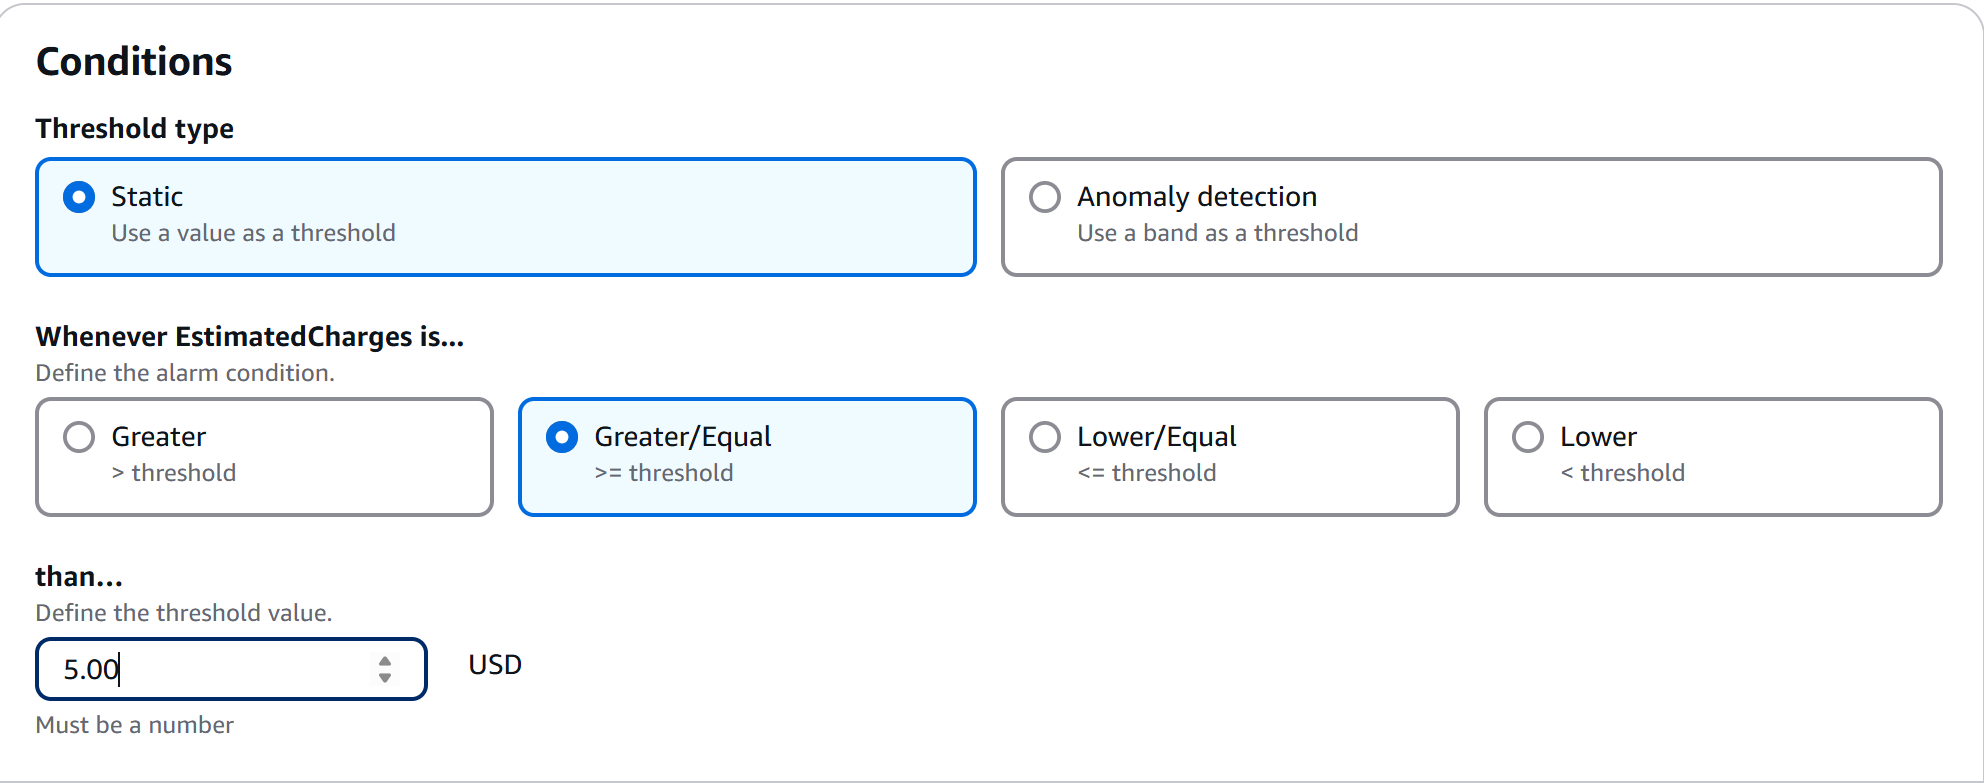 Conditions
Threshold type
Static
Use a value as a threshold
Anomaly detection
Use a band as a threshold
Whenever EstimatedCharges is...
Define the alarm condition.
Greater
> threshold
Greater/Equal
>= threshold
Lower/Equal
<= threshold
Lower
< threshold
than...
Define the threshold value.
5.00
USD
Must be a number